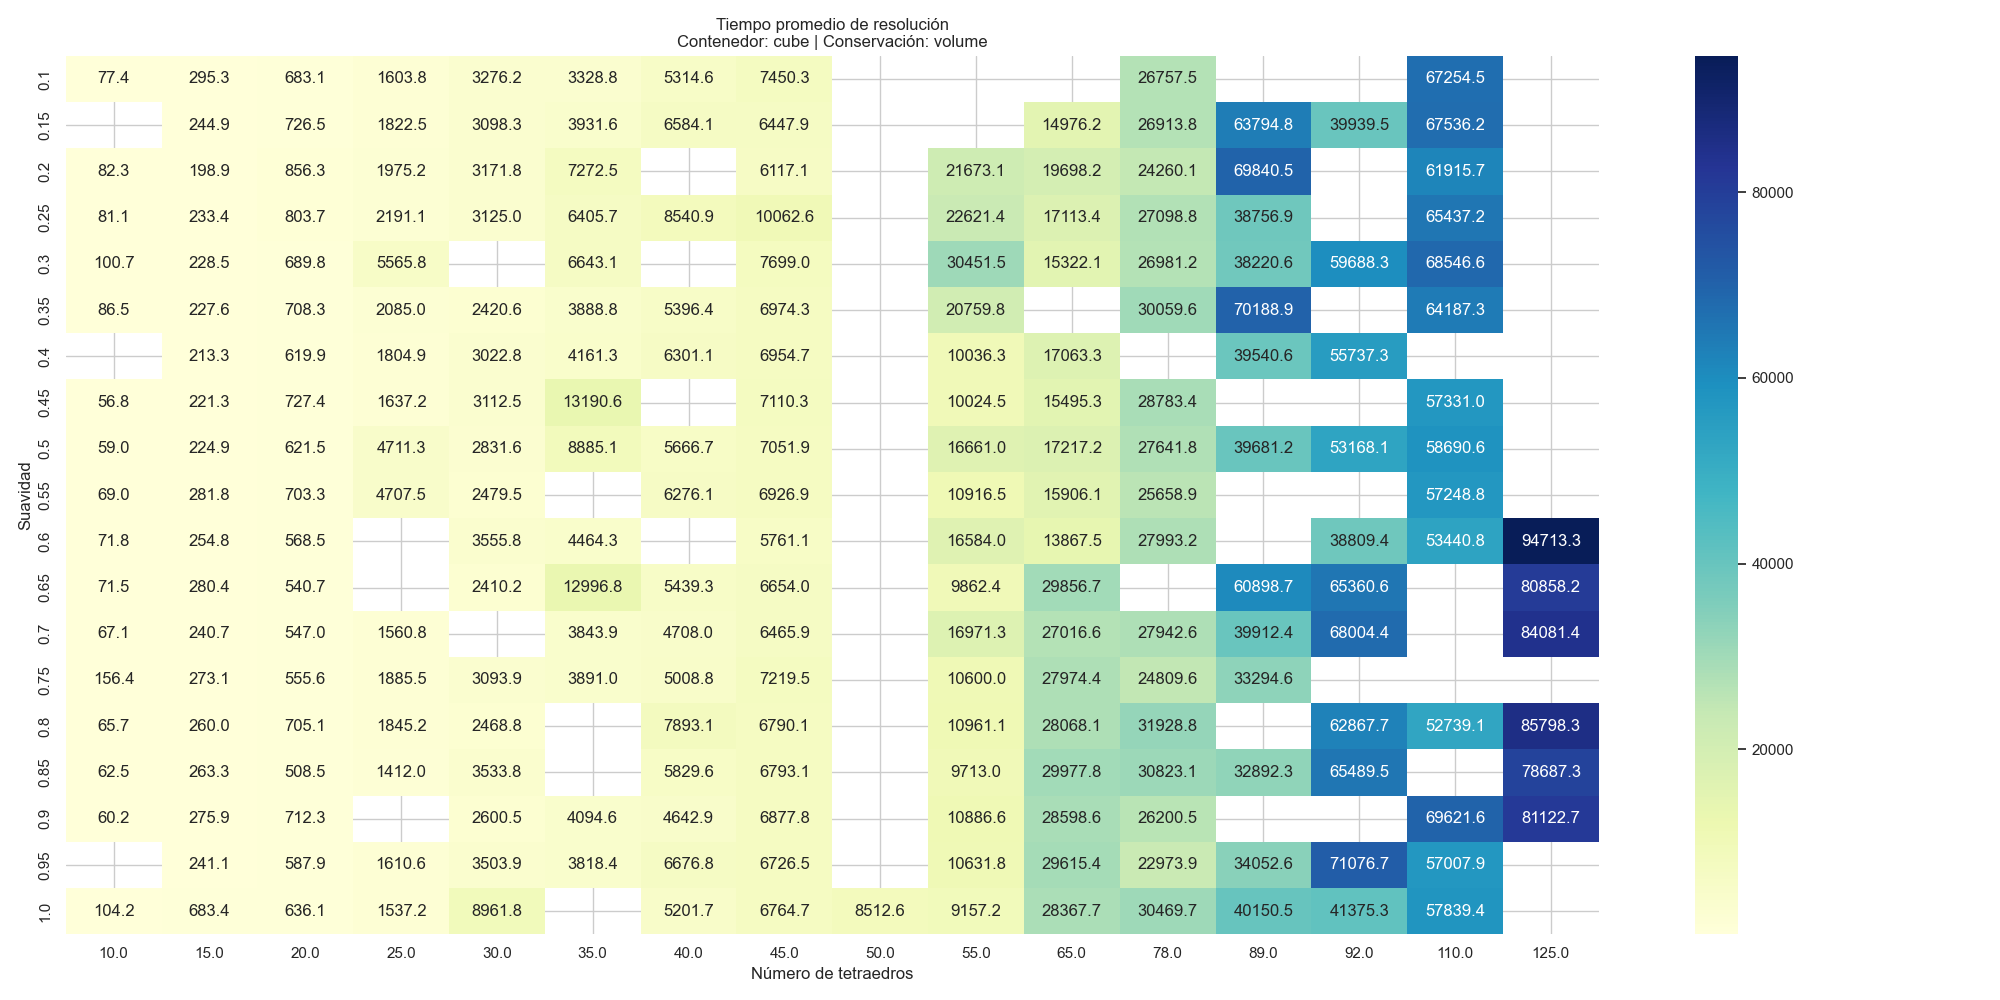 Tiempo promedio de resolución
Contenedor: cube | Conservación: volume
0.1 77.4 295.3 683.1 1603.8 3276.2 3328.8 5314.6 7450.3 26757.5 67254.5
0.15 244.9 726.5 1822.5 3098.3 3931.6 6584.1 6447.9 14976.2 26913.8 63794.8 39939.5 67536.2
0.2 82.3 198.9 856.3 1975.2 3171.8 7272.5 6117.1 21673.1 19698.2 24260.1 69840.5 61915.7
80000
0.25 81.1 233.4 803.7 2191.1 3125.0 6405.7 8540.9 10062.6 22621.4 17113.4 27098.8 38756.9 65437.2
0.3 100.7 228.5 689.8 5565.8 6643.1 7699.0 30451.5 15322.1 26981.2 38220.6 59688.3 68546.6
0.35 86.5 227.6 708.3 2085.0 2420.6 3888.8 5396.4 6974.3 20759.8 30059.6 70188.9 64187.3
0.4 213.3 619.9 1804.9 3022.8 4161.3 6301.1 6954.7 10036.3 17063.3 39540.6 55737.3
60000
0.45 56.8 221.3 727.4 1637.2 3112.5 13190.6 7110.3 10024.5 15495.3 28783.4 57331.0
0.5 59.0 224.9 621.5 4711.3 2831.6 8885.1 5666.7 7051.9 16661.0 17217.2 27641.8 39681.2 53168.1 58690.6
Suavidad
0.55 69.0 281.8 703.3 4707.5 2479.5 6276.1 6926.9 10916.5 15906.1 25658.9 57248.8
0.6 71.8 254.8 568.5 3555.8 4464.3 5761.1 16584.0 13867.5 27993.2 38809.4 53440.8 94713.3
40000
0.65 71.5 280.4 540.7 2410.2 12996.8 5439.3 6654.0 9862.4 29856.7 60898.7 65360.6 80858.2
0.7 67.1 240.7 547.0 1560.8 3843.9 4708.0 6465.9 16971.3 27016.6 27942.6 39912.4 68004.4 84081.4
0.75 156.4 273.1 555.6 1885.5 3093.9 3891.0 5008.8 7219.5 10600.0 27974.4 24809.6 33294.6
0.8 65.7 260.0 705.1 1845.2 2468.8 7893.1 6790.1 10961.1 28068.1 31928.8 62867.7 52739.1 85798.3
20000
0.85 62.5 263.3 508.5 1412.0 3533.8 5829.6 6793.1 9713.0 29977.8 30823.1 32892.3 65489.5 78687.3
0.9 60.2 275.9 712.3 2600.5 4094.6 4642.9 6877.8 10886.6 28598.6 26200.5 69621.6 81122.7
0.95 241.1 587.9 1610.6 3503.9 3818.4 6676.8 6726.5 10631.8 29615.4 22973.9 34052.6 71076.7 57007.9
1.0 104.2 683.4 636.1 1537.2 8961.8 5201.7 6764.7 8512.6 9157.2 28367.7 30469.7 40150.5 41375.3 57839.4
10.0 15.0 20.0 25.0 30.0 35.0 40.0 45.0 50.0 55.0 65.0 78.0 89.0 92.0 110.0 125.0
Número de tetraedros